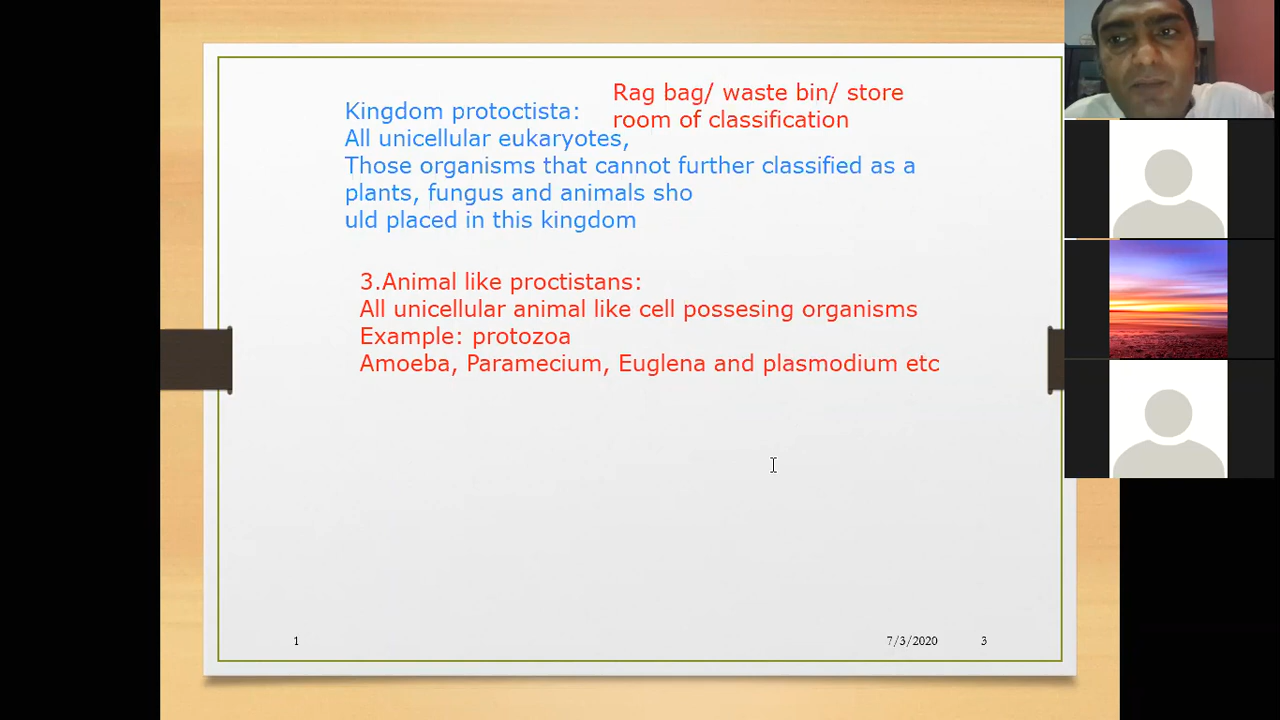 Rag bag/ waste bin/ store
room of classification
Kingdom protoctista:
All unicellular eukaryotes,
Those organisms that cannot further classified as a
plants, fungus and animals sho
uld placed in this kingdom
3.Animal like proctistans:
All unicellular animal like cell possesing organisms
Example: protozoa
Amoeba, Paramecium, Euglena and plasmodium etc
1 7/3/2020 3